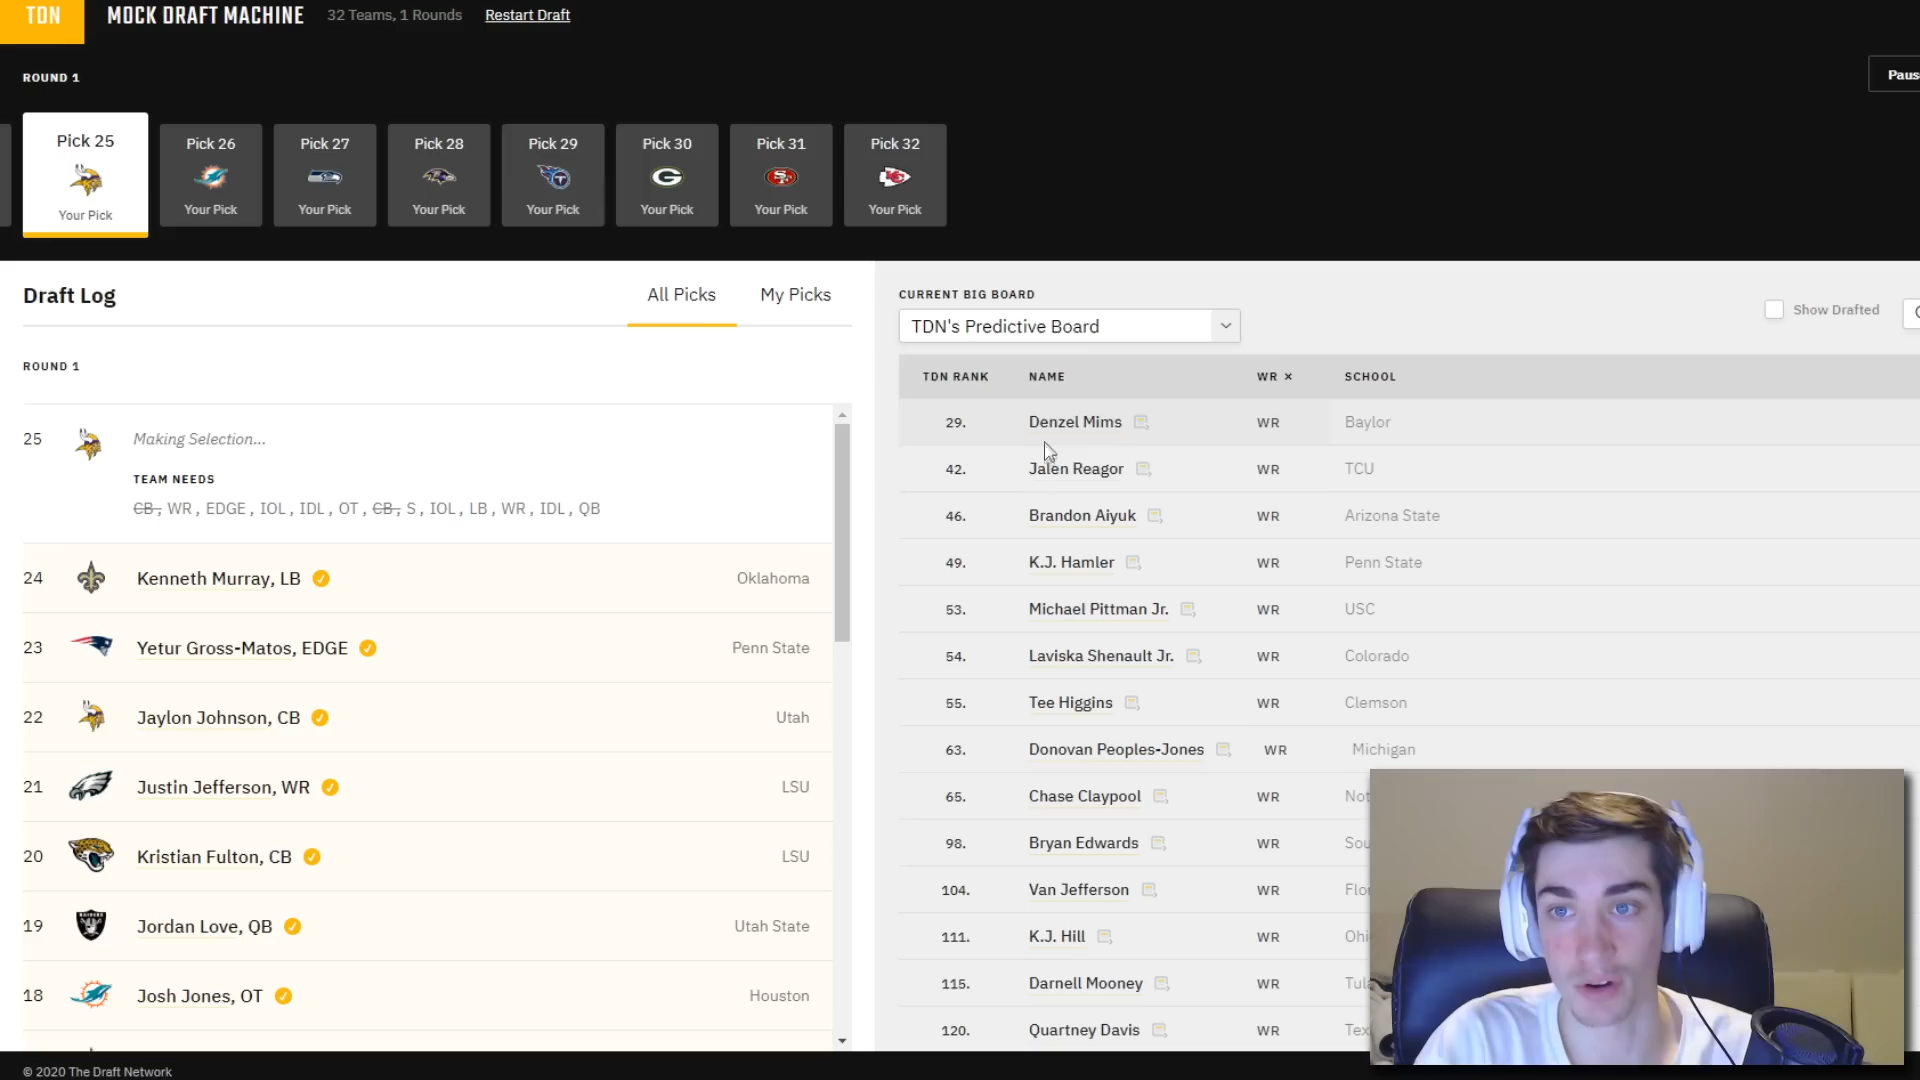 TDN
MOCK DRAFT MACHINE
32 Teams, 1 Rounds
Restart Draft
ROUND 1
Pick 25
Your Pick
Pick 26
Your Pick
Pick 27
Your Pick
Pick 28
Your Pick
Pick 29
Your Pick
Pick 30
Your Pick
Pick 31
Your Pick
Pick 32
Your Pick
Draft Log
All Picks
My Picks
ROUND 1
25 Making Selection...
TEAM NEEDS
CB, WR, EDGE, IOL, IDL, OT, CB, S, IOL, LB, WR, IDL, QB
24 Kenneth Murray, LB Oklahoma
23 Yetur Gross-Matos, EDGE Penn State
22 Jaylon Johnson, CB Utah
21 Justin Jefferson, WR LSU
20 Kristian Fulton, CB LSU
19 Jordan Love, QB Utah State
18 Josh Jones, OT Houston
CURRENT BIG BOARD
TDN's Predictive Board
Show Drafted
TDN RANK NAME WR × SCHOOL
29. Denzel Mims WR Baylor
42. Jalen Reagor WR TCU
46. Brandon Aiyuk WR Arizona State
49. K.J. Hamler WR Penn State
53. Michael Pittman Jr. WR USC
54. Laviska Shenault Jr. WR Colorado
55. Tee Higgins WR Clemson
63. Donovan Peoples-Jones WR Michigan
65. Chase Claypool WR
98. Bryan Edwards WR
104. Van Jefferson WR
111. K.J. Hill WR
115. Darnell Mooney WR
120. Quartney Davis WR
© 2020 The Draft Network